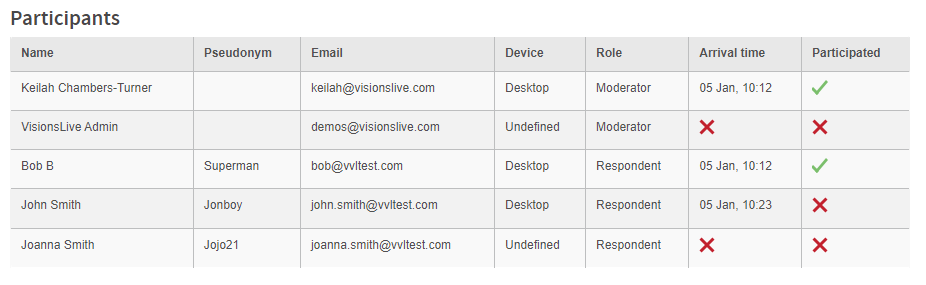 Participants
Name Pseudonym Email Device Role Arrival time Participated
Keilah Chambers-Turner keilah@visionslive.com Desktop Moderator 05 Jan, 10:12
VisionsLive Admin demos@visionslive.com Undefined Moderator
Bob B Superman bob@vvltest.com Desktop Respondent 05 Jan, 10:12
John Smith Jonboy john.smith@vvltest.com Desktop Respondent 05 Jan, 10:23
Joanna Smith Jojo21 joanna.smith@vvltest.com Undefined Respondent